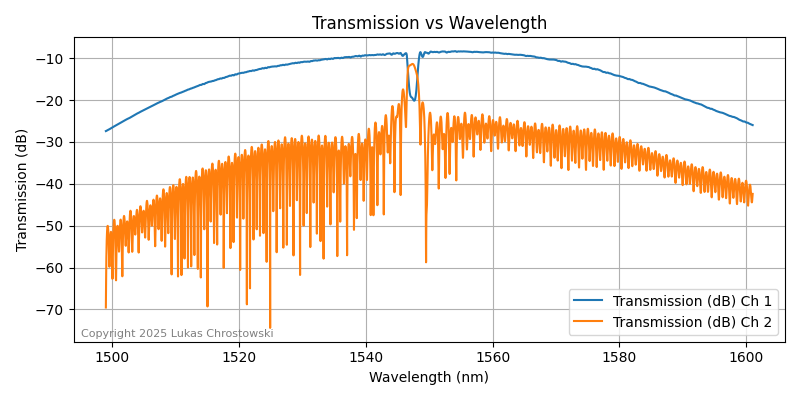 Transmission vs Wavelength
Transmission (dB)
−10
−20
−30
−40
−50
−60
−70
Transmission (dB) Ch 1
Transmission (dB) Ch 2
Copyright 2025 Lukas Chrostowski
1500
1520
1540
1560
1580
1600
Wavelength (nm)